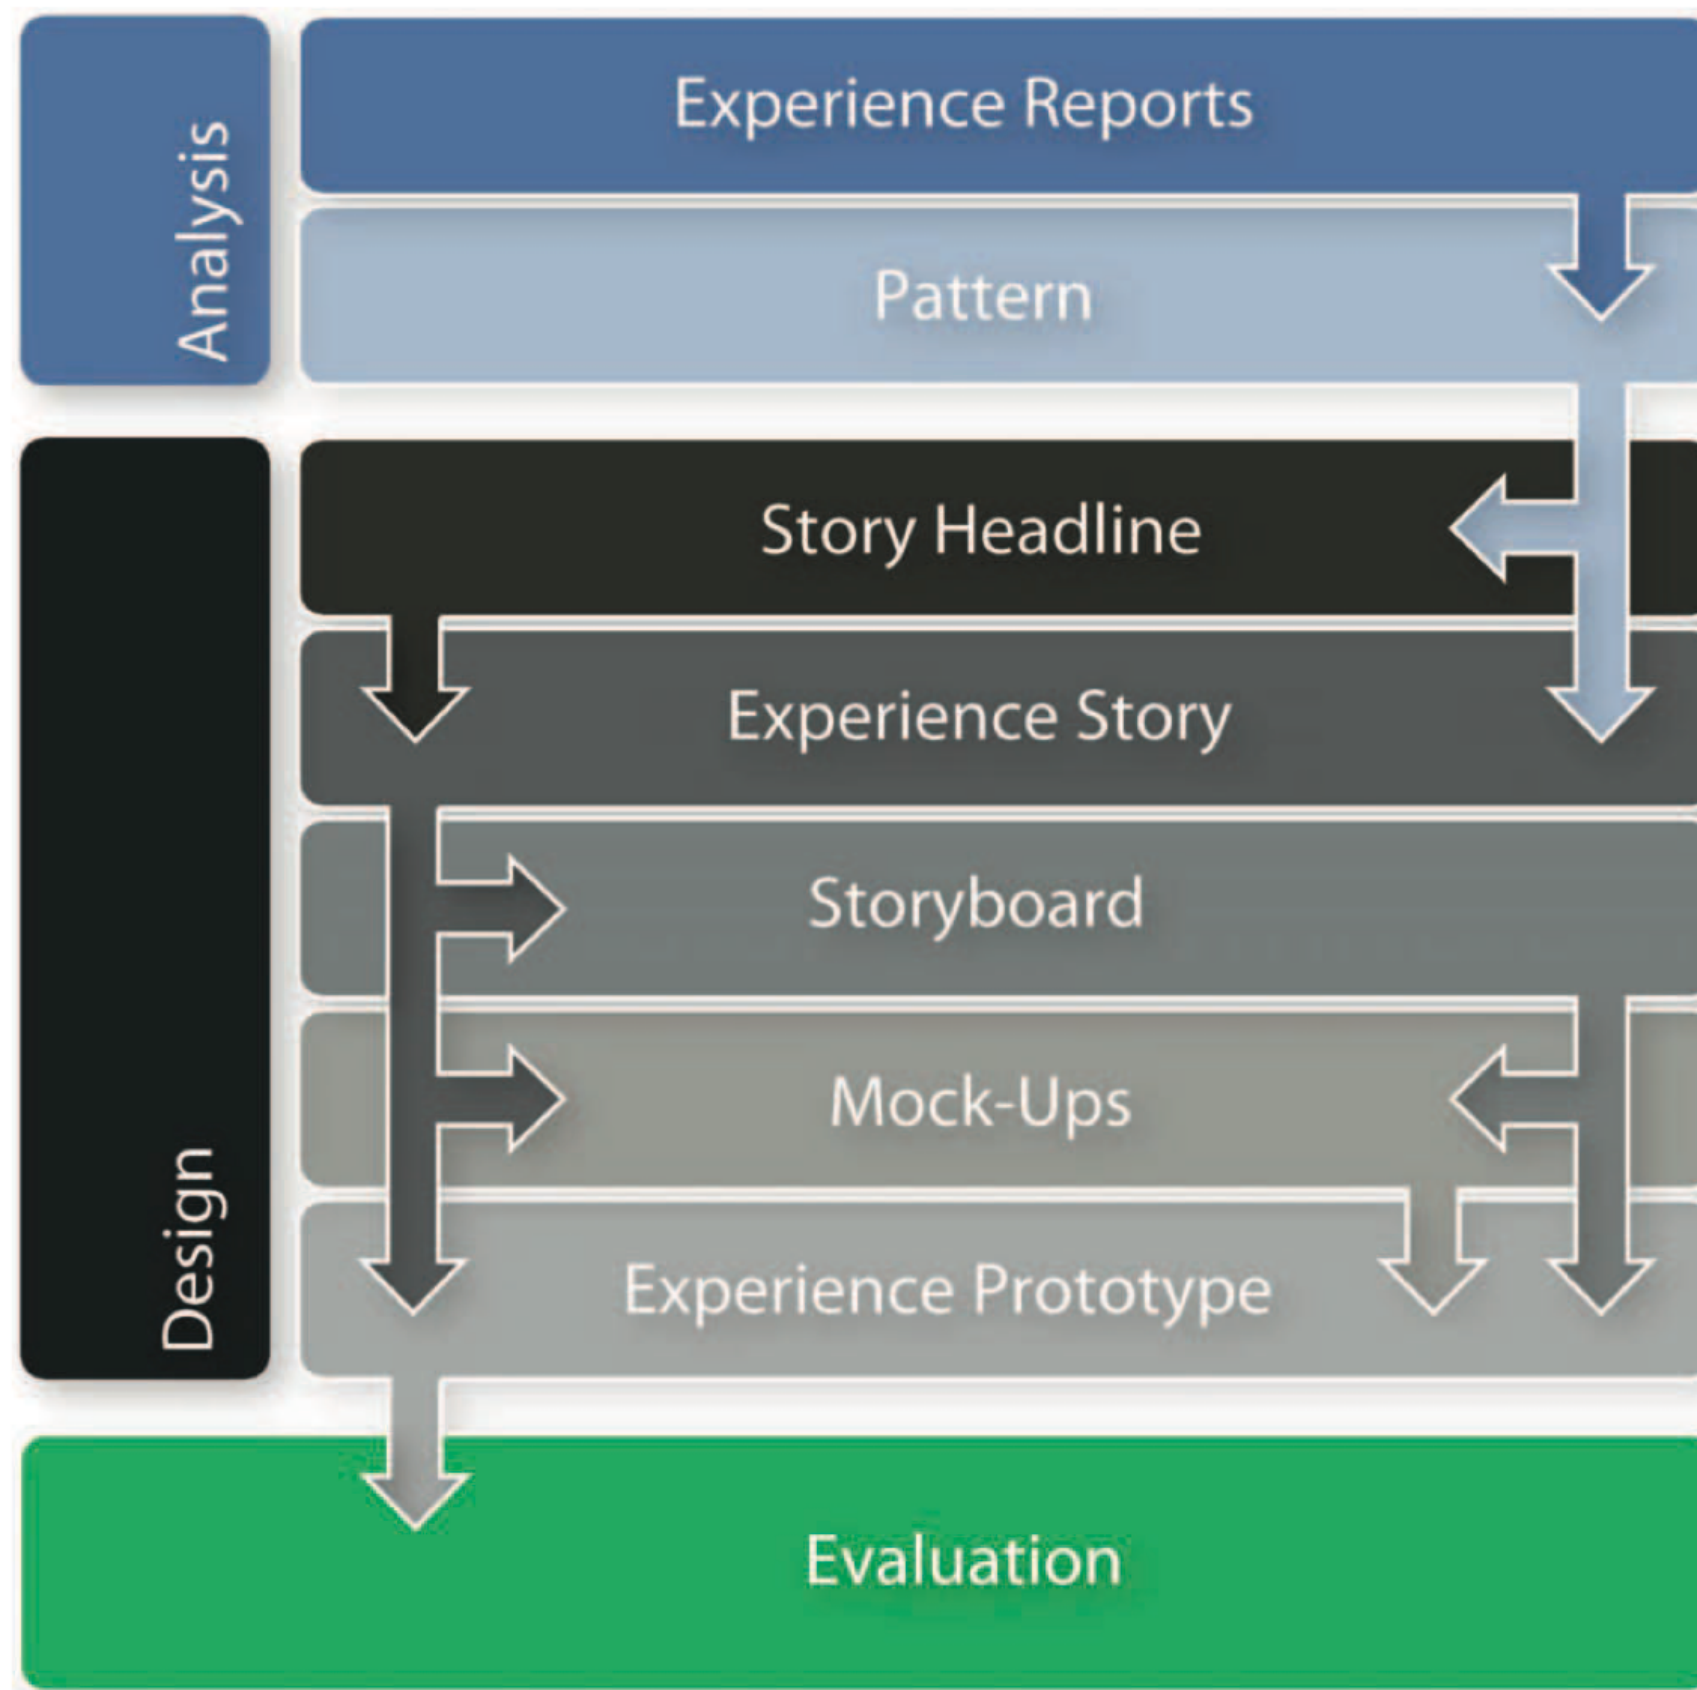 Analysis
Experience Reports
Pattern
Design
Story Headline
Experience Story
Storyboard
Mock-Ups
Experience Prototype
Evaluation